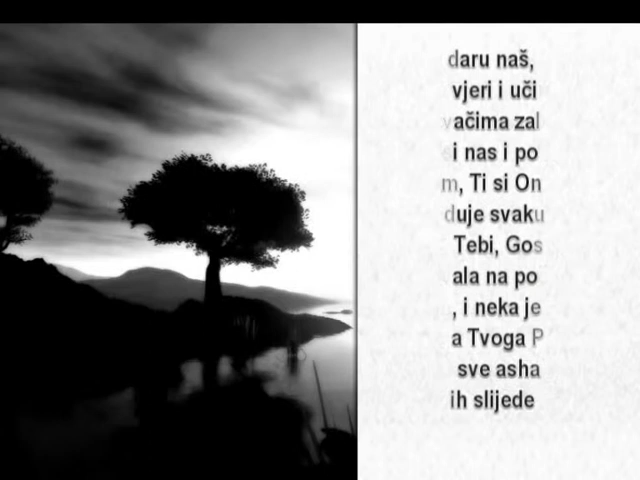 daru naš,
vjeri i uči
vačima zal
i nas i po
m, Ti si On
duje svaku
Tebi, Gos
ala na po
, i neka je
a Tvoga P
sve asha
ih slijede